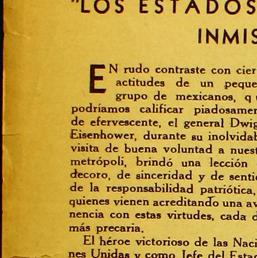 "LOS ESTADOS
INMIS
EN rudo contraste con cier
actitudes de un peque
grupo de mexicanos, q
podríamos calificar piadosamen
de efervescente, el general Dwig
Eisenhower, durante su inolvidab
visita de buena voluntad a nuest
metrópoli, brindó una lección
decoro, de sinceridad y de senti
de la responsabilidad patriótica,
quienes vienen acreditando una av
nencia con estas virtudes, cada d
más precaria.
El héroe victorioso de las Naci
nes Unidas y como Jefe del Estad